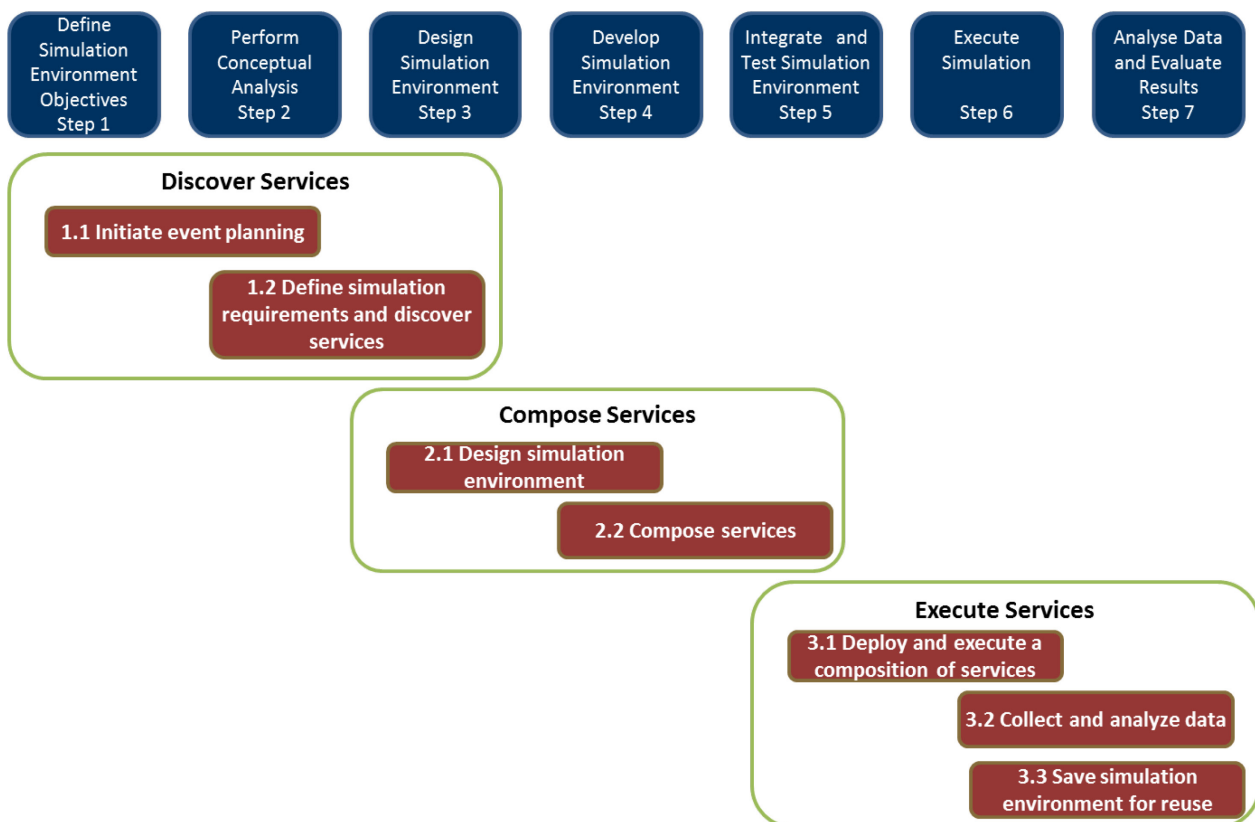 Define
Simulation
Environment
Objectives
Step 1
Perform
Conceptual
Analysis
Step 2
Design
Simulation
Environment
Step 3
Develop
Simulation
Environment
Step 4
Integrate and
Test Simulation
Environment
Step 5
Execute
Simulation
Step 6
Analyse Data
and Evaluate
Results
Step 7
Discover Services
1.1 Initiate event planning
1.2 Define simulation
requirements and discover
services
Compose Services
2.1 Design simulation
environment
2.2 Compose services
Execute Services
3.1 Deploy and execute a
composition of services
3.2 Collect and analyze data
3.3 Save simulation
environment for reuse